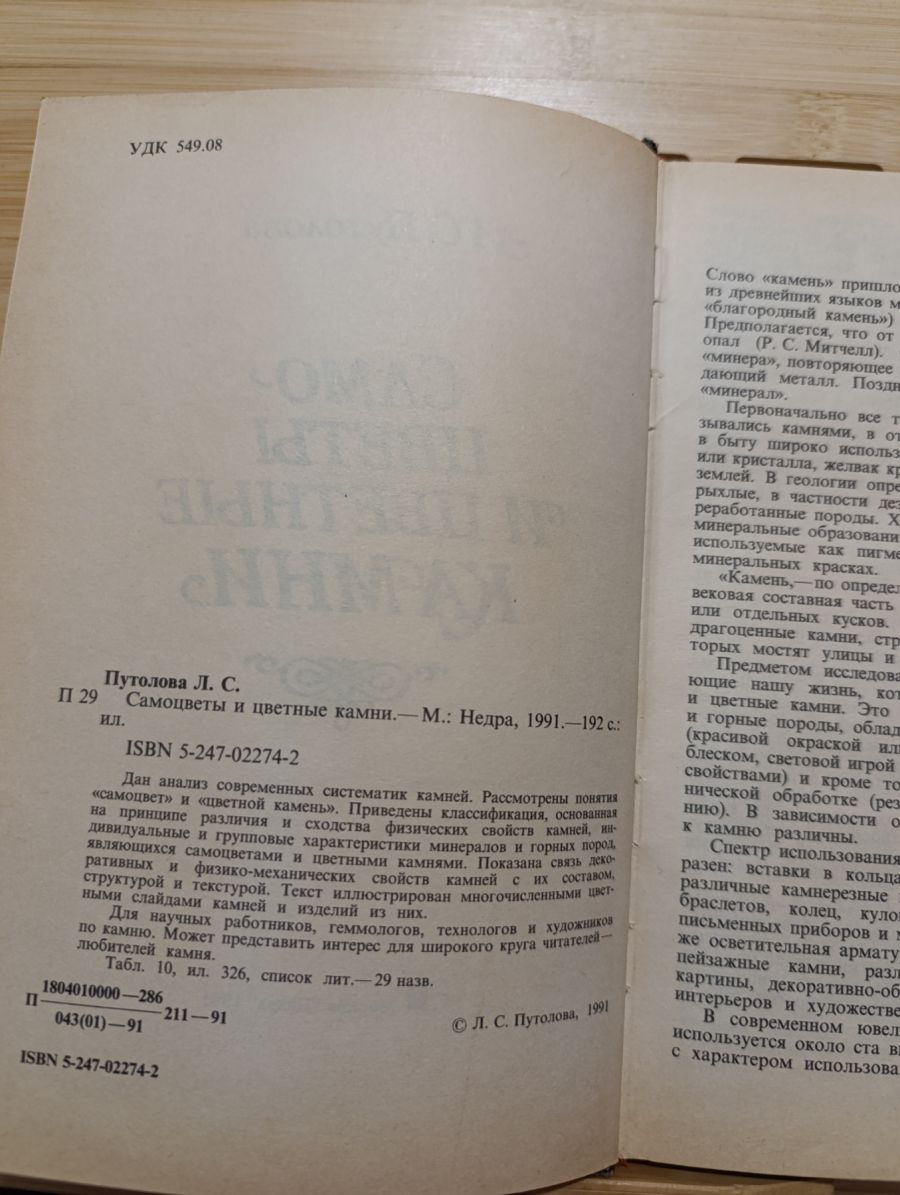 УДК 549.08
Путолова Л. С.
П 29 Самоцветы и цветные камни.— М.: Недра, 1991.—192 с.:
ил.
ISBN 5-247-02274-2
Дан анализ современных систематик камней. Рассмотрены понятия
«самоцвет» и «цветной камень». Приведены классификация, основанная
на принципе различия и сходства физических свойств камней, ин-
дивидуальные и групповые характеристики минералов и горных пород,
являющихся самоцветами и цветными камнями. Показана связь деко-
ративных и физико-механических свойств камней с их составом,
структурой и текстурой. Текст иллюстрирован многочисленными цвет-
ными слайдами камней и изделий из них.
Для научных работников, геммологов, технологов и художников
по камню. Может представить интерес для широкого круга читателей—
любителей камня.
Табл. 10, ил. 326, список лит.— 29 назв.
П 1804010000—286
043(01)—91
211—91
© Л. С. Путолова, 1991
ISBN 5-247-02274-2
Слово «камень» пришло
из древнейших языков м
«благородный камень»)
Предполагается, что от
опал (Р. С. Митчелл).
«минера», повторяющее
дающий металл. Поздн
«минерал».
Первоначально все т
зывались камнями, в от
в быту широко использ
или кристалла, желвак кр
землей. В геологии опре
рыхлые, в частности дез
реработанные породы. Х
минеральные образовани
используемые как пигме
минеральных красках.
«Камень,— по определ
вековая составная часть
или отдельных кусков.
драгоценные камни, стр
торых мостят улицы и
Предметом исследова
ющие нашу жизнь, кот
и цветные камни. Это
и горные породы, облад
(красивой окраской ил
блеском, световой игрой
свойствами) и кроме то
нической обработке (рез
нию). В зависимости о
к камню различны.
Спектр использования
разен: вставки в кольца
различные камнерезные
браслетов, колец, куло
письменных приборов и
же осветительная армату
пейзажные камни, разл
картины, декоративно-об
интерьеров и художестве
В современном ювел
используется около ста в
с характером использова